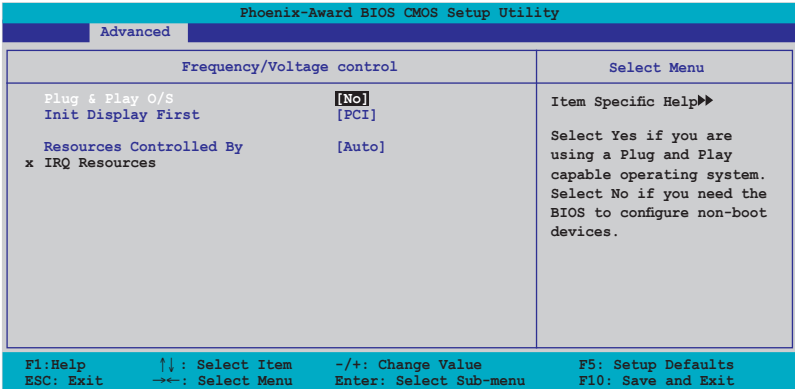 Phoenix-Award BIOS CMOS Setup Utility
Advanced
Frequency/Voltage control
Select Menu
Plug & Play O/S [No]
Init Display First [PCI]
Resources Controlled By [Auto]
x IRQ Resources
Item Specific Help▶▶
Select Yes if you are
using a Plug and Play
capable operating system.
Select No if you need the
BIOS to configure non-boot
devices.
F1:Help ↑↓: Select Item -/+: Change Value F5: Setup Defaults
ESC: Exit →←: Select Menu Enter: Select Sub-menu F10: Save and Exit